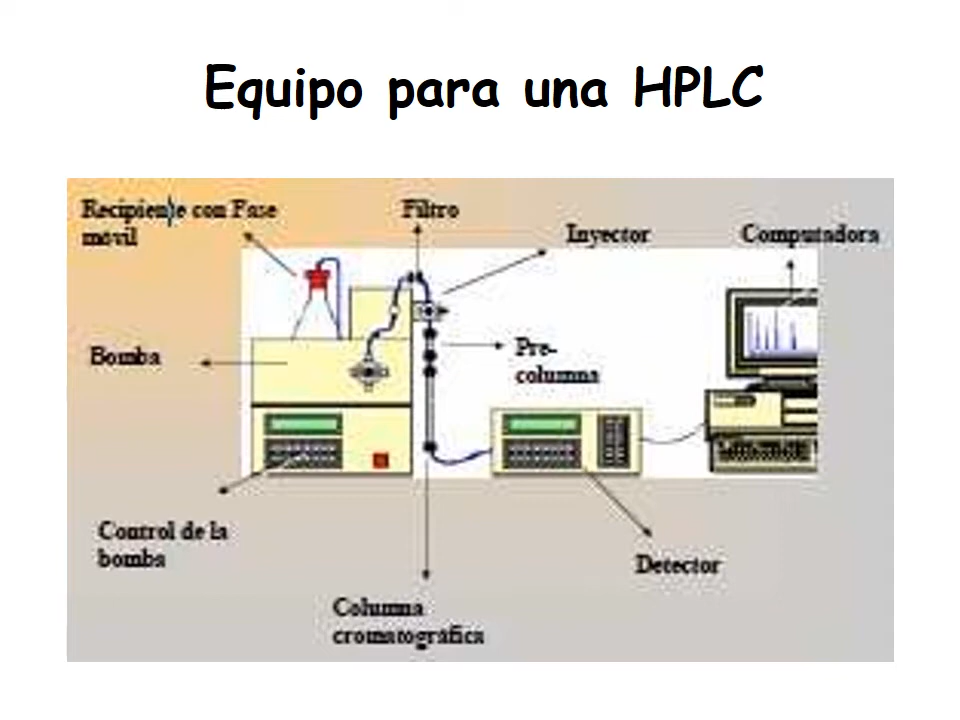 Equipo para una HPLC
Recipiente con Fase
móvil
Filtro
Inyector
Computadora
Bomba
Pre-
columna
Control de la
bomba
Detector
Columna
cromatográfica